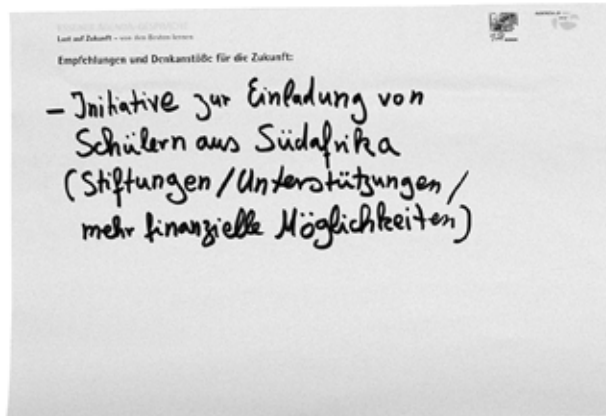 Lust auf Zukunft – von den Besten lernen
Empfehlungen und Denkanstöße für die Zukunft:
– Initiative zur Einladung von
Schülern aus Südafrika
(Stiftungen/Unterstützungen/
mehr finanzielle Möglichkeiten)